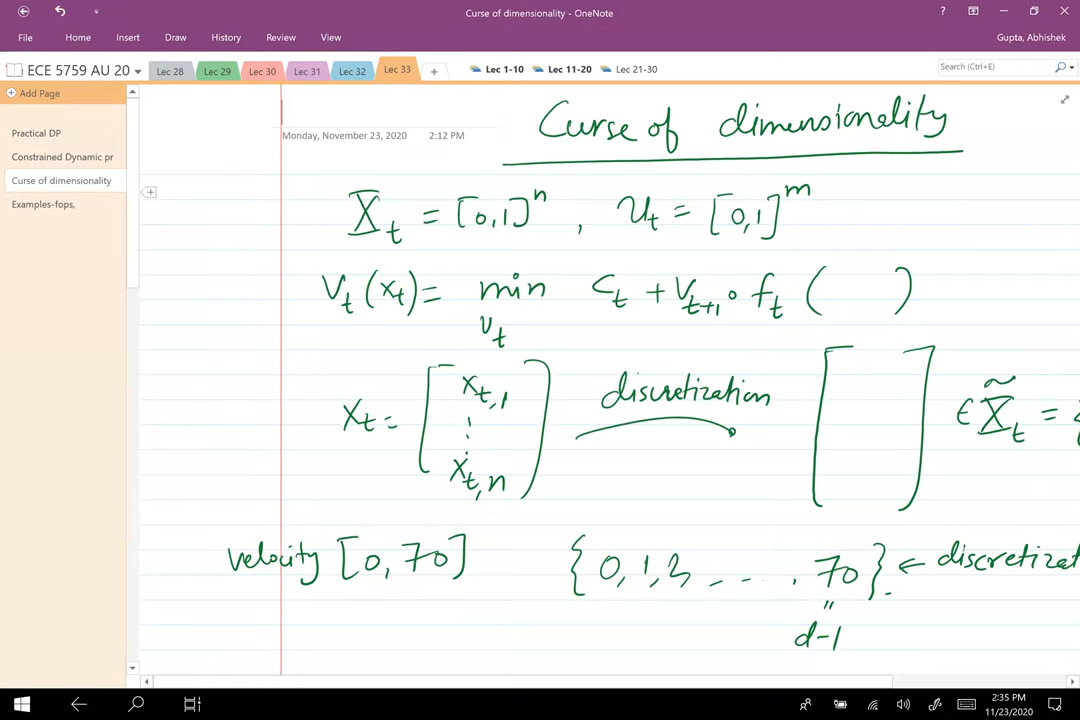 Curse of dimensionality - OneNote
File Home Insert Draw History Review View
Gupta, Abhishek
ECE 5759 AU 20
Lec 28 Lec 29 Lec 30 Lec 31 Lec 32 Lec 33 Lec 1-10 Lec 11-20 Lec 21-30
Search (Ctrl+E)
Add Page
Practical DP
Constrained Dynamic pr
Curse of dimensionality
Examples-fops,
Monday, November 23, 2020 2:12 PM
Curse of dimensionality
X_t = [0,1]^n , U_t = [0,1]^m
V_t(x_t) = min_{u_t} c_t + V_{t+1} ∘ f_t ( )
x_t = [ x_{t,1} ⋮ x_{t,n} ] discretization [ ] ∈ X̃_t = {
velocity [0, 70] {0, 1, 2, ..... 70} ← discretizat
"
d-1
2:35 PM
11/23/2020